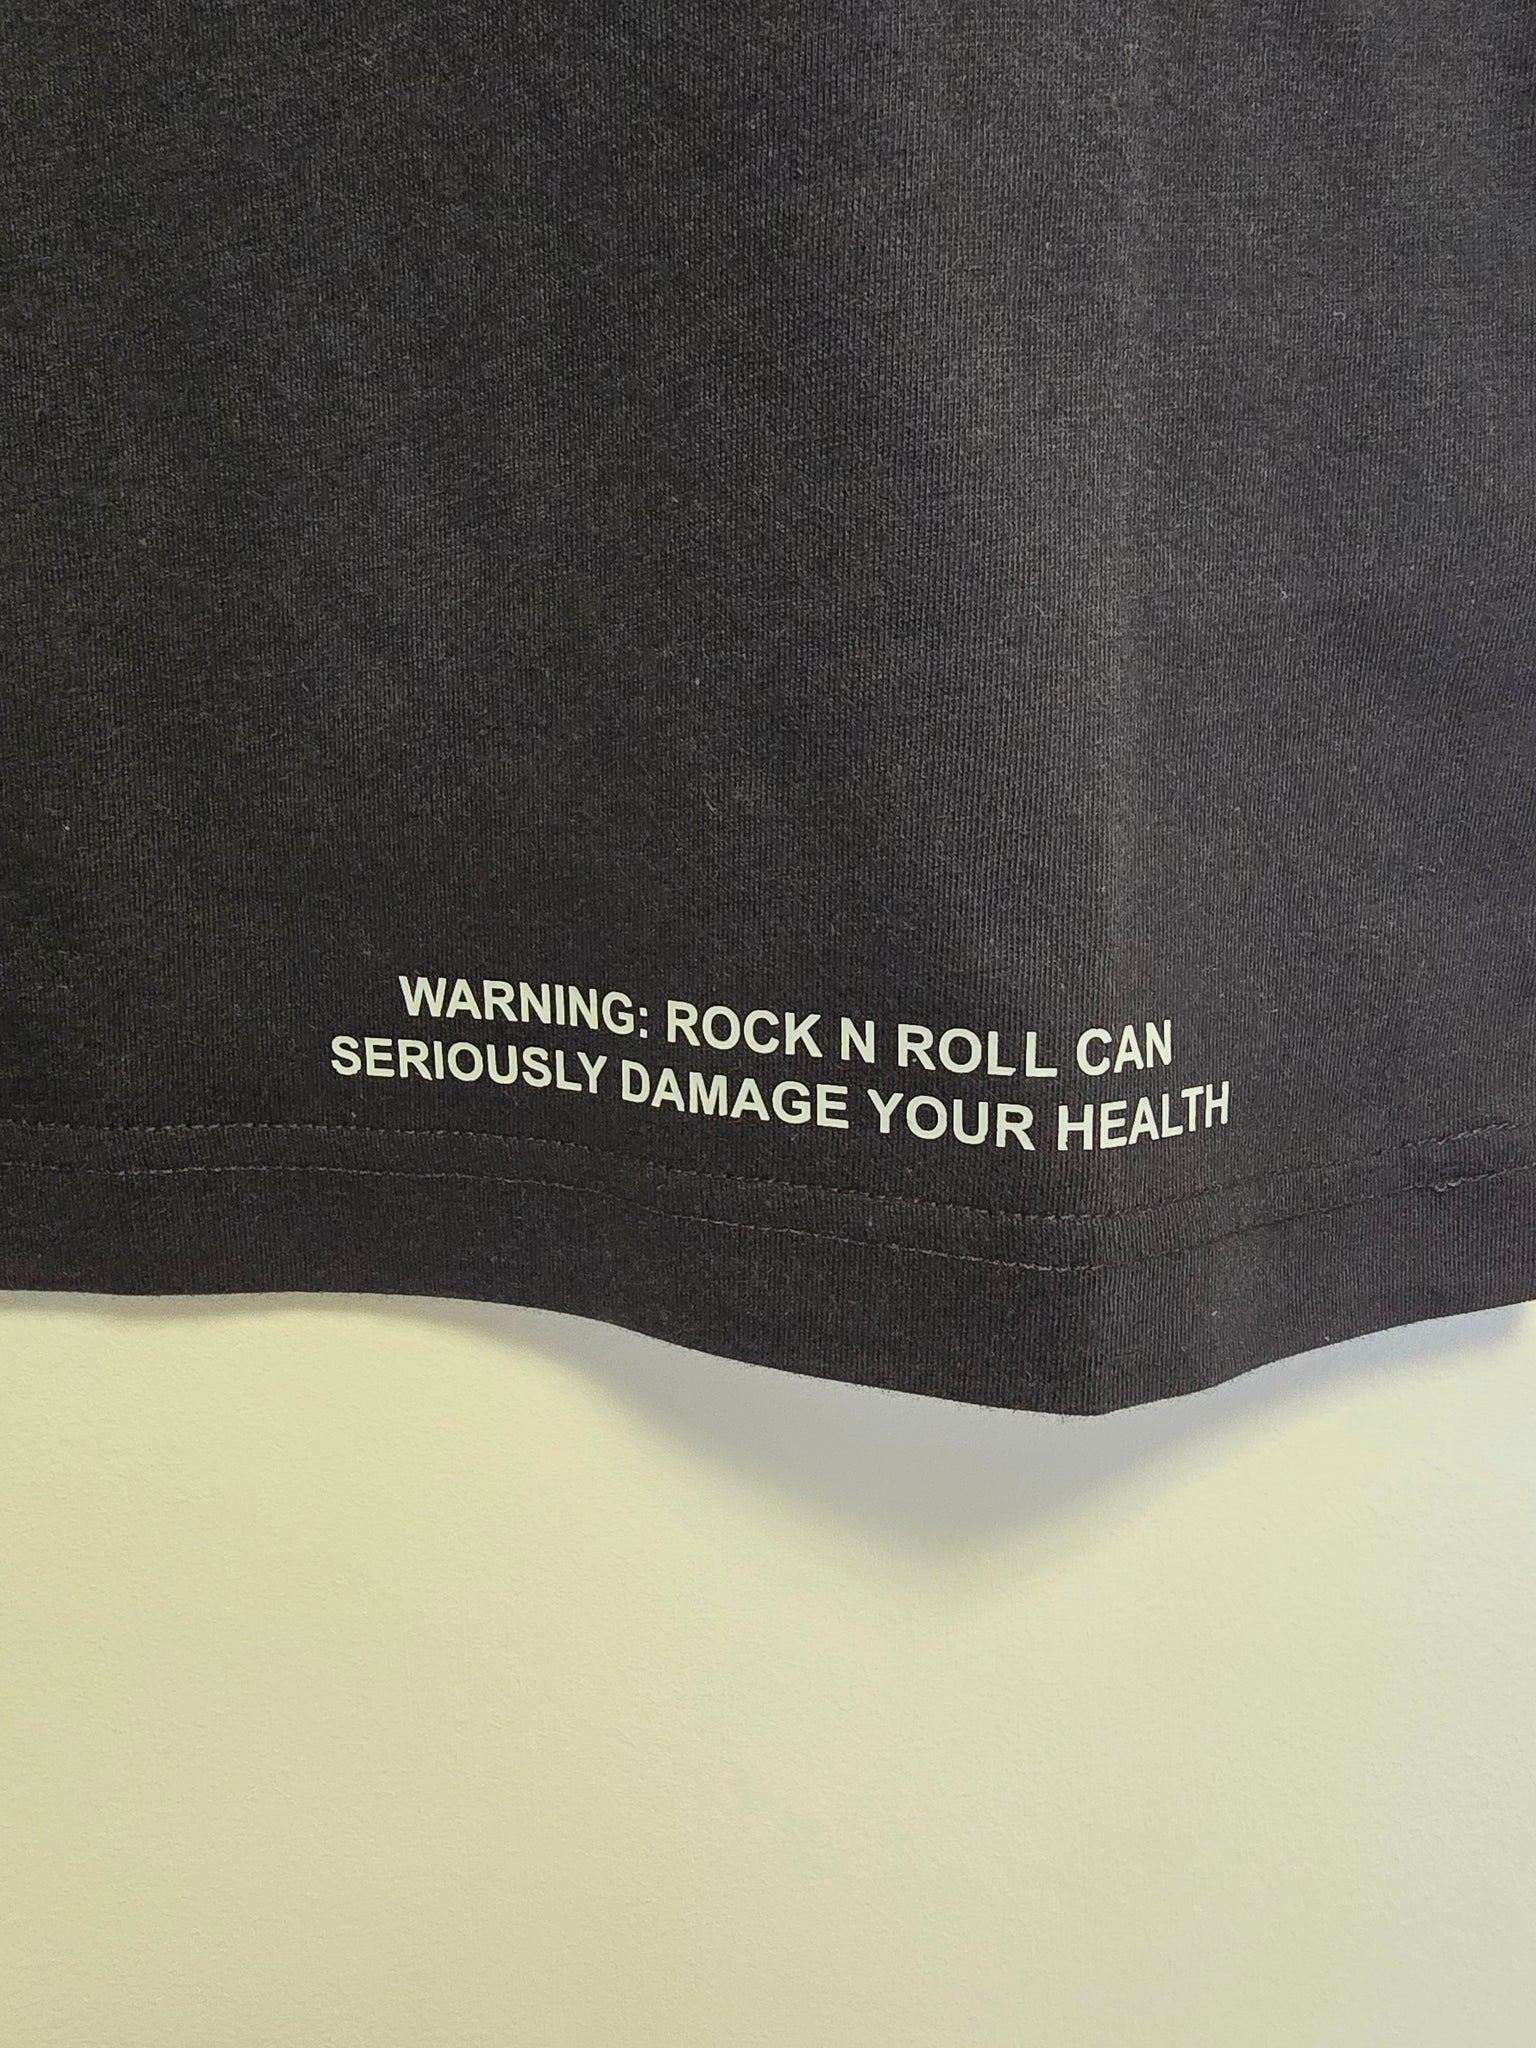 WARNING: ROCK N ROLL CAN
SERIOUSLY DAMAGE YOUR HEALTH